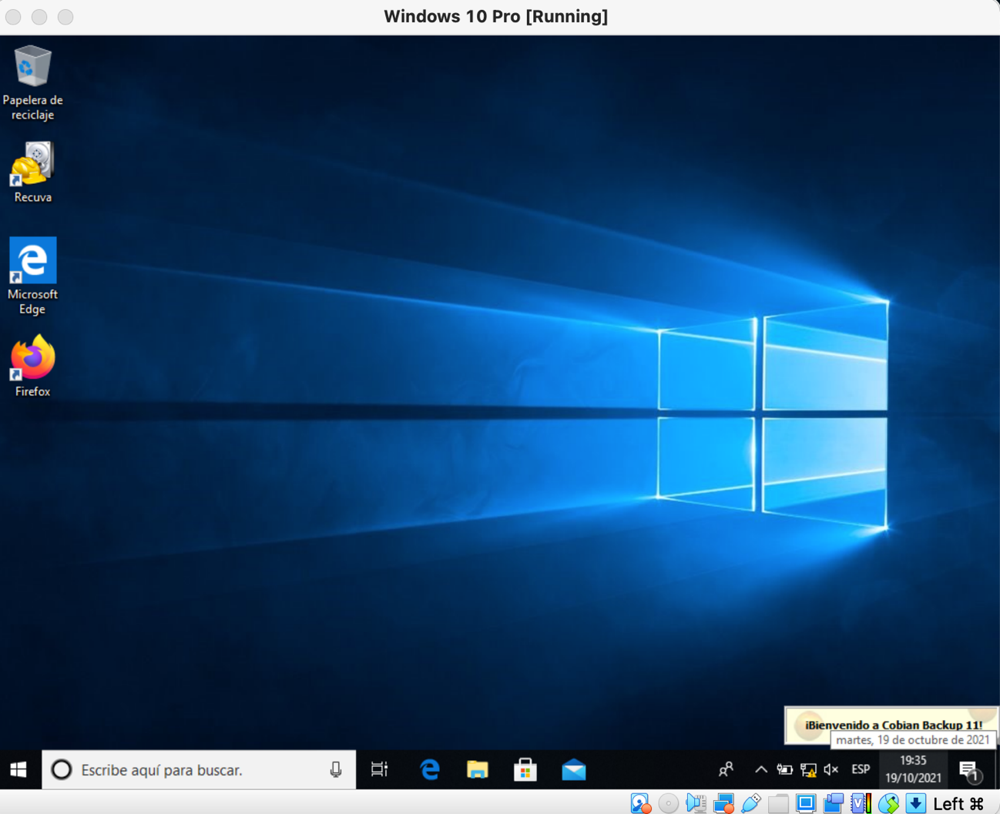 Windows 10 Pro [Running]
Papelera de
reciclaje
Recuva
Microsoft
Edge
Firefox
¡Bienvenido a Cobian Backup 11!
martes, 19 de octubre de 2021
Escribe aquí para buscar.
ESP
19:35
19/10/2021
1
Left ⌘